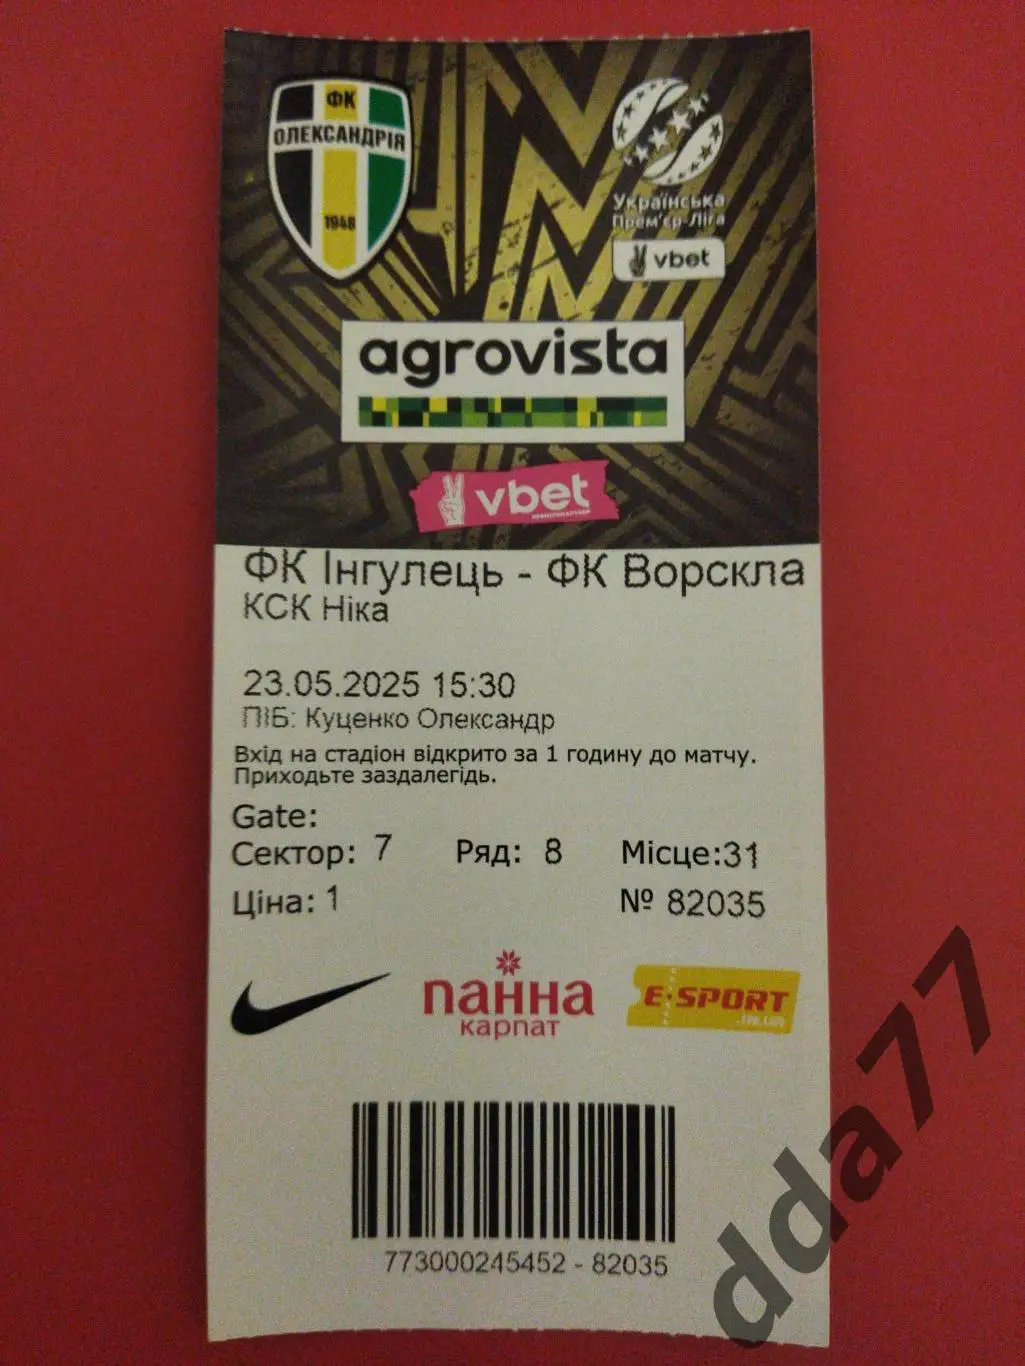 ФК
ОЛЕКСАНДРІЯ
1948
Українська
Прем'єр-Ліга
vbet
agrovista
vbet
ФК Інгулець - ФК Ворскла
КСК Ніка
23.05.2025 15:30
ПІБ: Куценко Олександр
Вхід на стадіон відкрито за 1 годину до матчу.
Приходьте заздалегідь.
Gate:
Сектор: 7 Ряд: 8 Місце:31
Ціна: 1 № 82035
панна
карпат
E-SPORT
.IN.UA
773000245452 - 82035
dda77